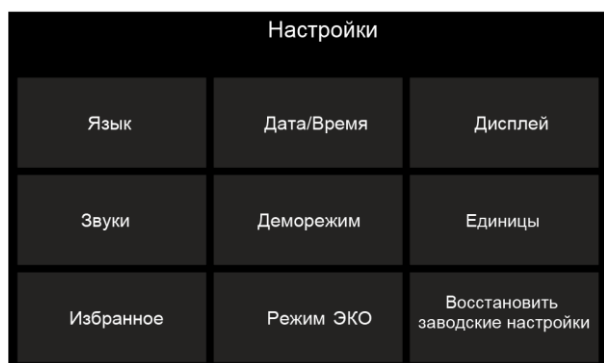 Настройки
Язык
Дата/Время
Дисплей
Звуки
Деморежим
Единицы
Избранное
Режим ЭКО
Восстановить
заводские настройки